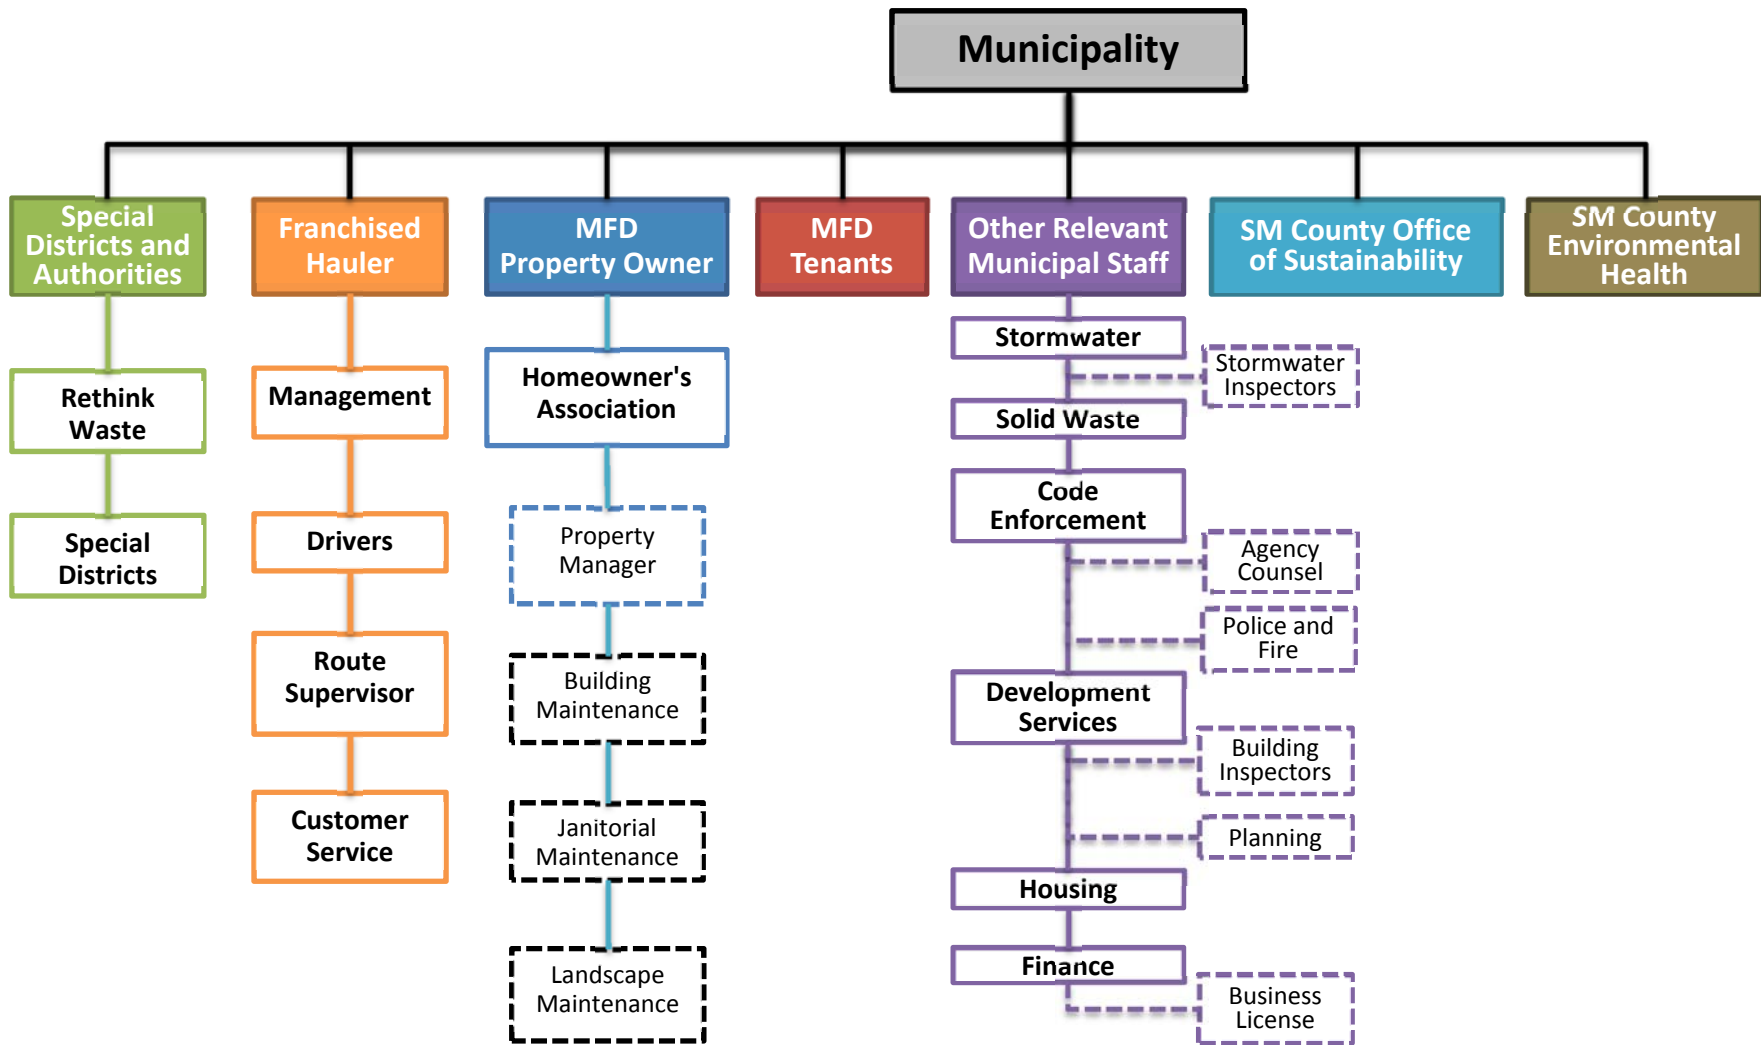 Municipality
Special
Districts and
Authorities
Franchised
Hauler
MFD
Property Owner
MFD
Tenants
Other Relevant
Municipal Staff
SM County Office
of Sustainability
SM County
Environmental
Health
Rethink
Waste
Special
Districts
Management
Drivers
Route
Supervisor
Customer
Service
Homeowner's
Association
Property
Manager
Building
Maintenance
Janitorial
Maintenance
Landscape
Maintenance
Stormwater
Stormwater
Inspectors
Solid Waste
Code
Enforcement
Agency
Counsel
Police and
Fire
Development
Services
Building
Inspectors
Planning
Housing
Finance
Business
License